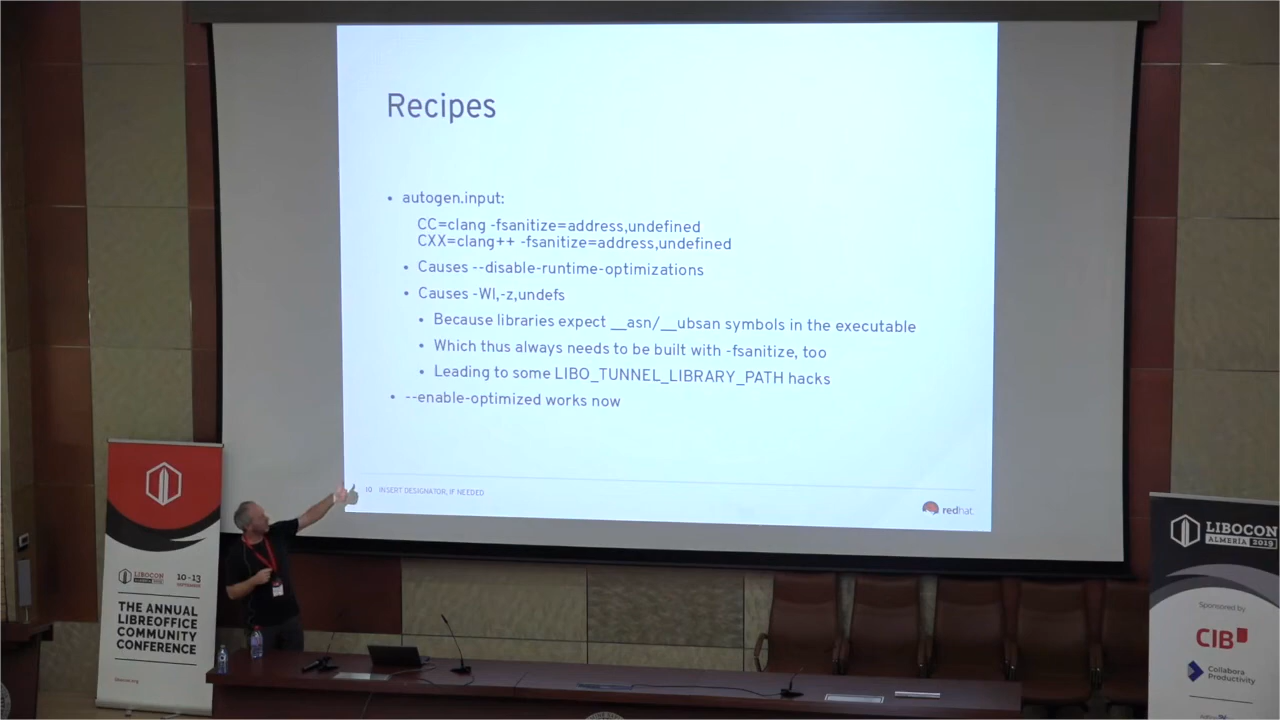 Recipes
• autogen.input:
CC=clang -fsanitize=address,undefined
CXX=clang++ -fsanitize=address,undefined
• Causes --disable-runtime-optimizations
• Causes -Wl,-z,undefs
• Because libraries expect __asn/__ubsan symbols in the executable
• Which thus always needs to be built with -fsanitize, too
• Leading to some LIBO_TUNNEL_LIBRARY_PATH hacks
• --enable-optimized works now
10 INSERT DESIGNATOR, IF NEEDED
redhat.
LIBOCON
10-13
SEPTEMBER
THE ANNUAL
LIBREOFFICE
COMMUNITY
CONFERENCE
LIBOCON
ALMERÍA 2019
Sponsored by
CIB
Collabora
Productivity